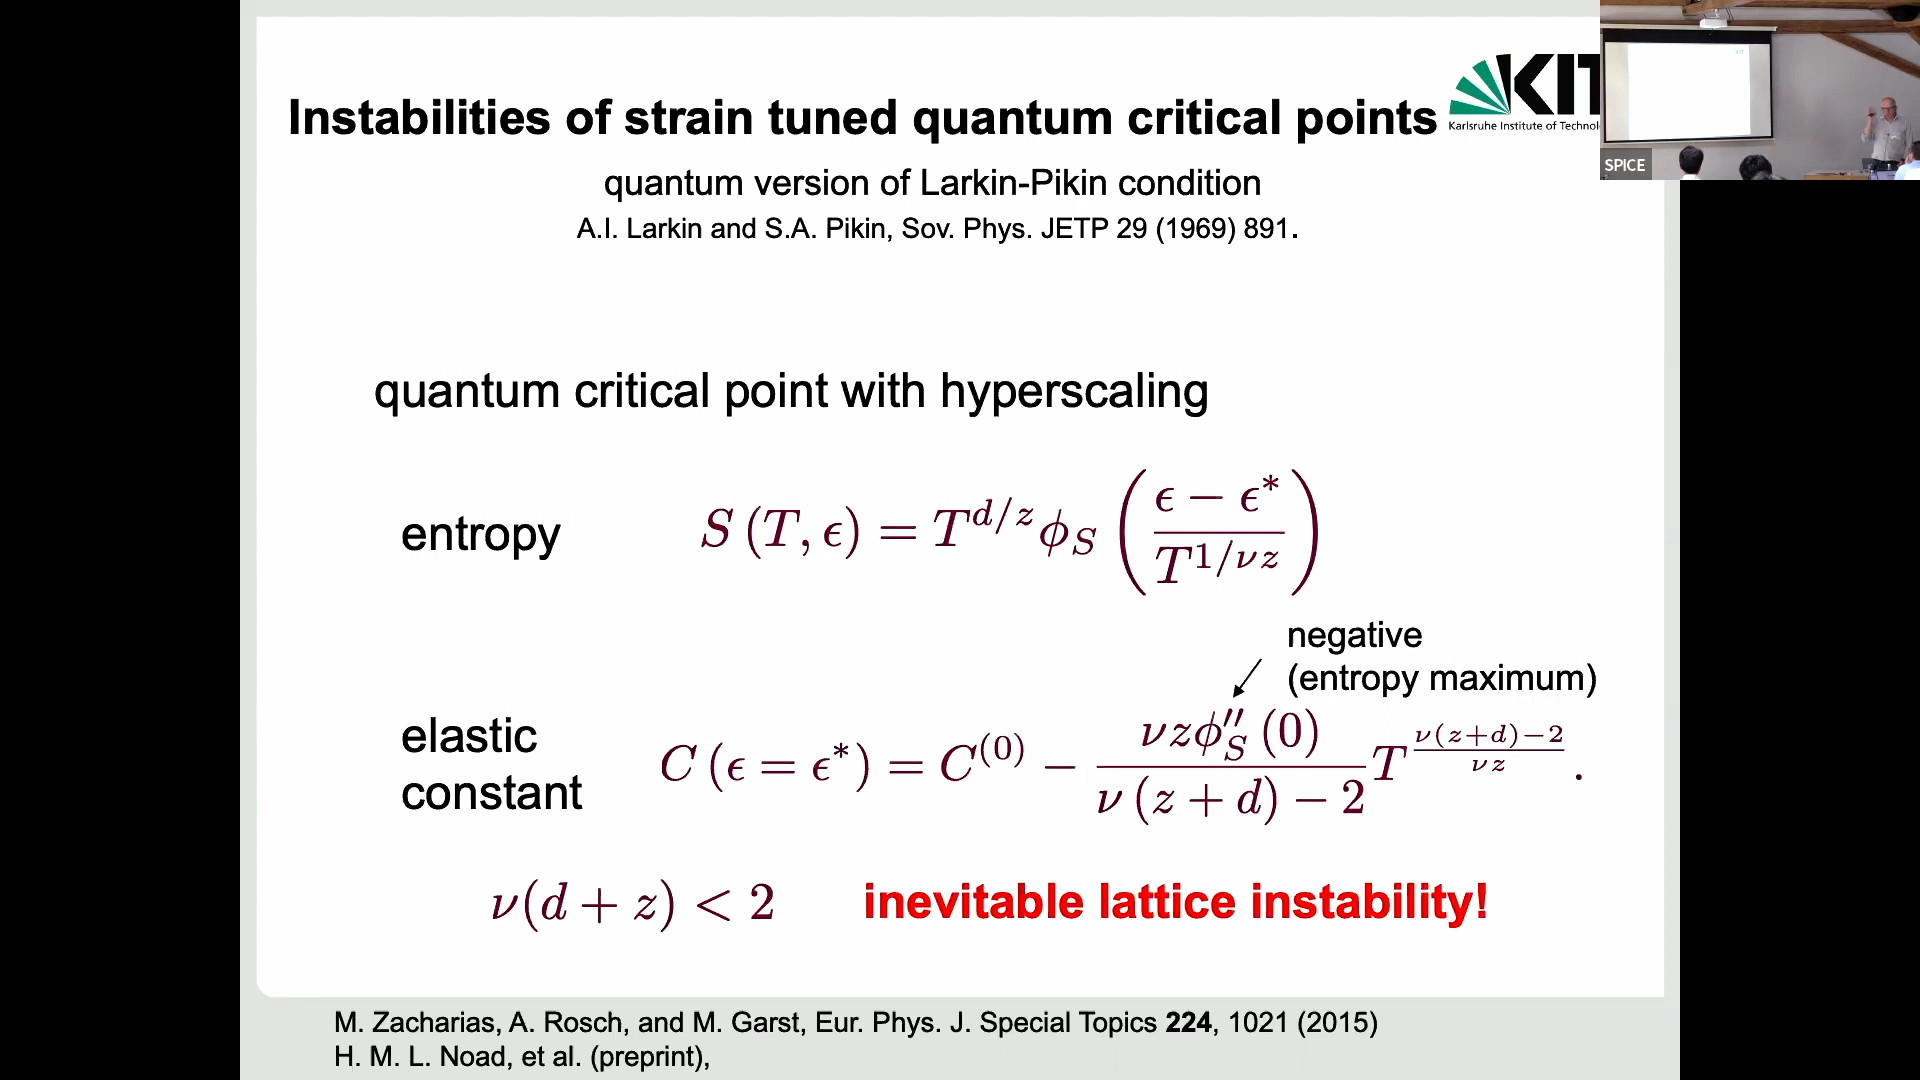 Instabilities of strain tuned quantum critical points
KIT
Karlsruhe Institute of Technol
SPICE
quantum version of Larkin-Pikin condition
A.I. Larkin and S.A. Pikin, Sov. Phys. JETP 29 (1969) 891.
quantum critical point with hyperscaling
entropy S (T, ϵ) = T^{d/z} ϕ_S ( (ϵ − ϵ*) / T^{1/νz} )
negative
(entropy maximum)
elastic
constant
C (ϵ = ϵ*) = C^{(0)} − \frac{νzϕ''_S (0)}{ν (z + d) − 2} T^{\frac{ν(z+d)−2}{νz}} .
ν(d + z) < 2 inevitable lattice instability!
M. Zacharias, A. Rosch, and M. Garst, Eur. Phys. J. Special Topics 224, 1021 (2015)
H. M. L. Noad, et al. (preprint),